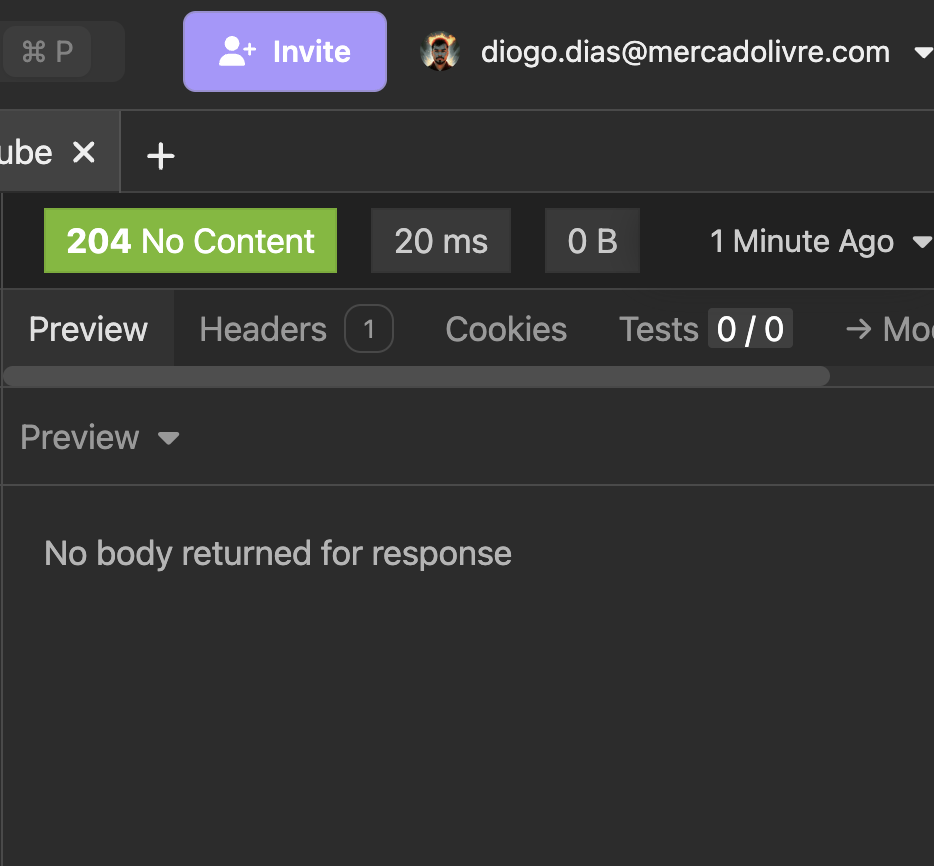 ⌘ P
Invite
diogo.dias@mercadolivre.com
ube
204 No Content
20 ms
0 B
1 Minute Ago
Preview
Headers
1
Cookies
Tests
0 / 0
→ Moc
Preview
No body returned for response